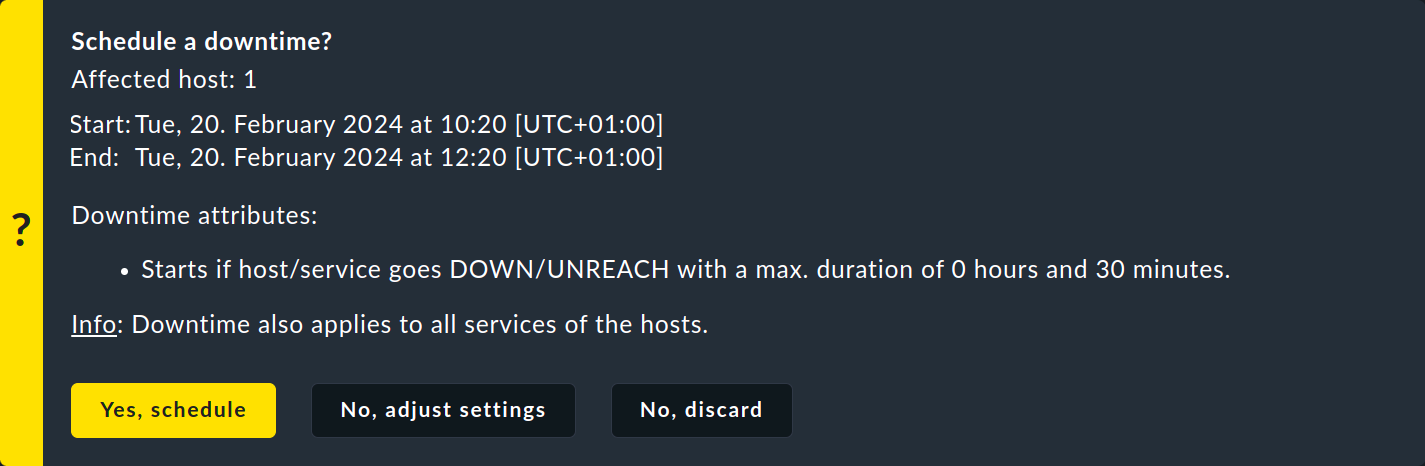 Schedule a downtime?
Affected host: 1
Start: Tue, 20. February 2024 at 10:20 [UTC+01:00]
End: Tue, 20. February 2024 at 12:20 [UTC+01:00]
?
Downtime attributes:
• Starts if host/service goes DOWN/UNREACH with a max. duration of 0 hours and 30 minutes.
Info: Downtime also applies to all services of the hosts.
Yes, schedule No, adjust settings No, discard